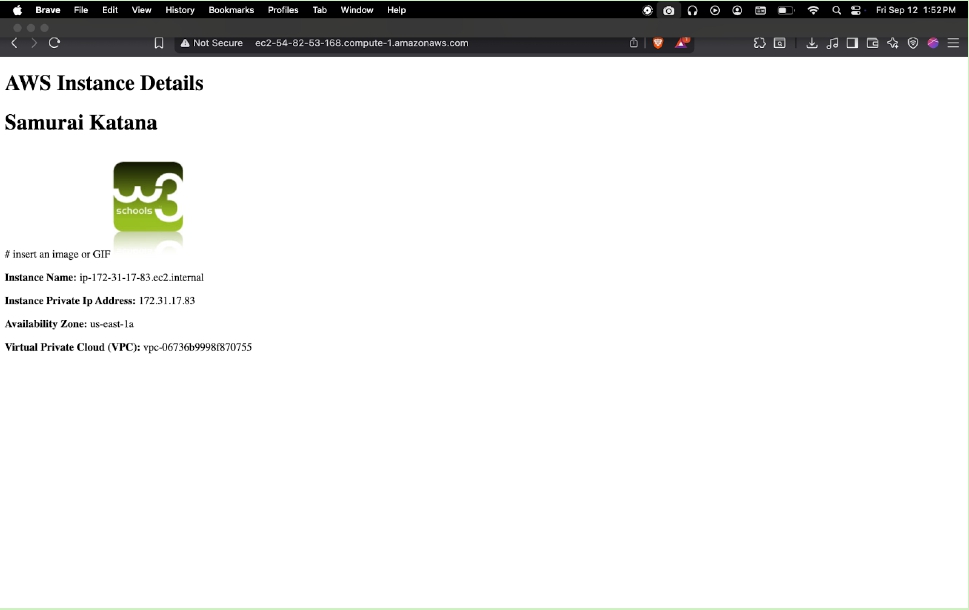 Brave File Edit View History Bookmarks Profiles Tab Window Help Fri Sep 12 1:52 PM
Not Secure ec2-54-82-53-168.compute-1.amazonaws.com
AWS Instance Details
Samurai Katana
w3
schools
# insert an image or GIF
Instance Name: ip-172-31-17-83.ec2.internal
Instance Private Ip Address: 172.31.17.83
Availability Zone: us-east-1a
Virtual Private Cloud (VPC): vpc-06736b9998f870755